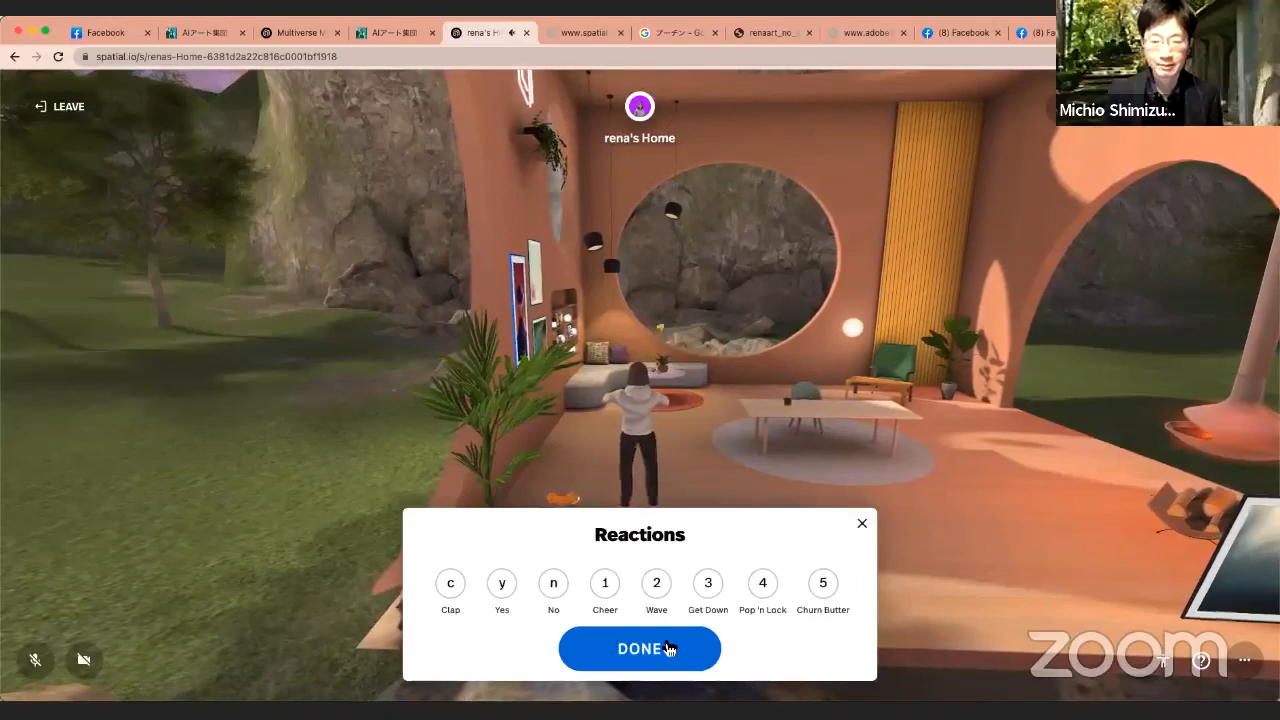 Facebook
AIアート集団
Multiverse M
AIアート集団
rena's H
www.spatial
プーチン – Go
renaart_no_s
www.adobe
(8) Facebook
(8) Fa
spatial.io/s/renas-Home-6381d2a22c816c0001bf1918
Michio Shimizu...
LEAVE
rena's Home
Reactions
c y n 1 2 3 4 5
Clap Yes No Cheer Wave Get Down Pop 'n Lock Churn Butter
DONE
zoom